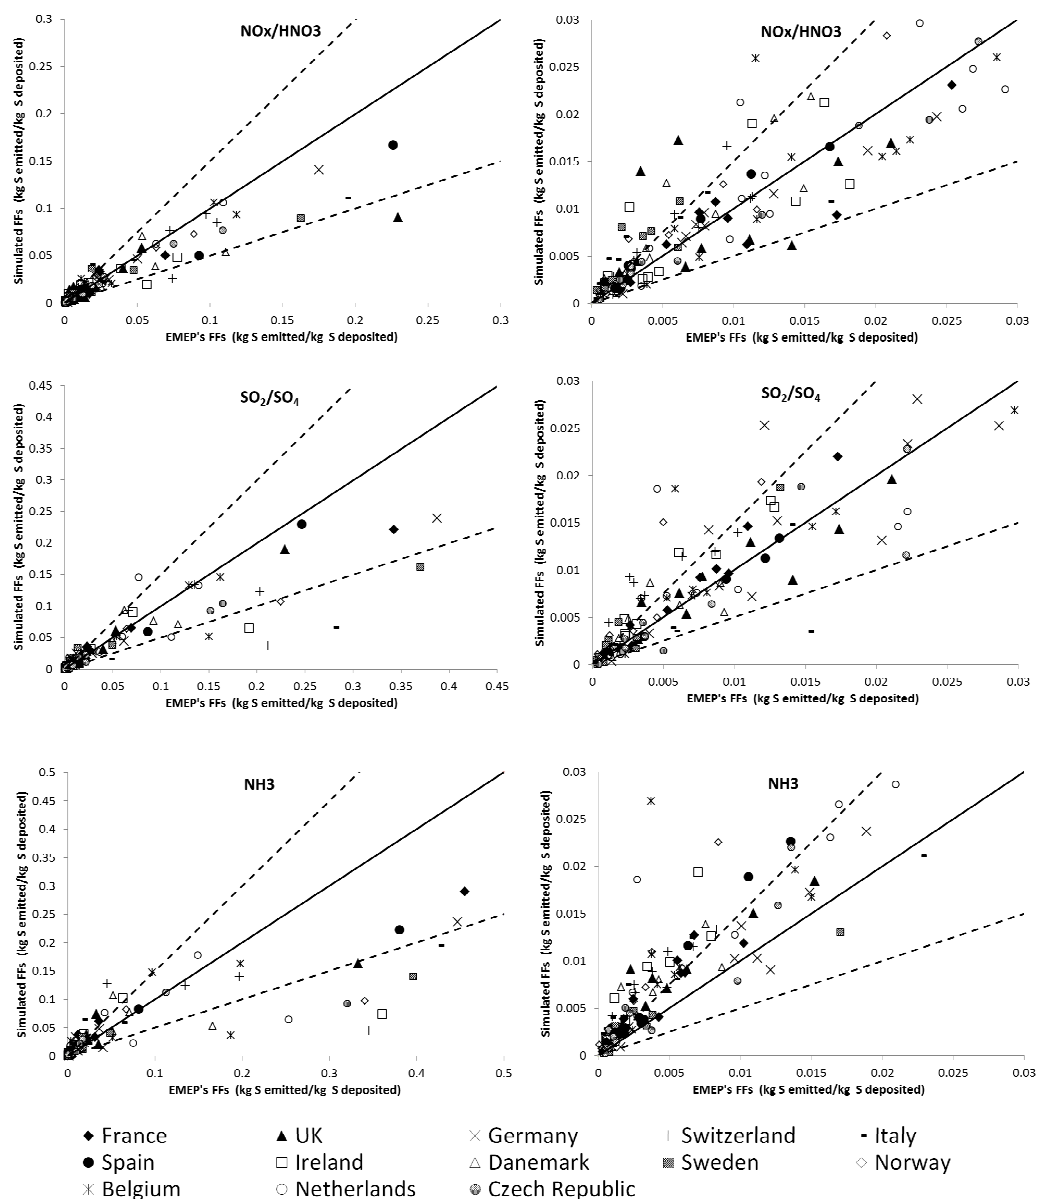 NOx/HNO3
Simulated FFs (kg S emitted/kg S deposited)
0.3
0.25
0.2
0.15
0.1
0.05
0
0 0.05 0.1 0.15 0.2 0.25 0.3
EMEP's FFs (kg S emitted/kg S deposited)
NOx/HNO3
Simulated FFs (kg S emitted/kg S deposited)
0.03
0.025
0.02
0.015
0.01
0.005
0
0 0.005 0.01 0.015 0.02 0.025 0.03
EMEP's FFs (kg S emitted/kg S deposited)
SO2/SO4
Simulated FFs (kg S emitted/kg S deposited)
0.45
0.4
0.35
0.3
0.25
0.2
0.15
0.1
0.05
0
0 0.05 0.1 0.15 0.2 0.25 0.3 0.35 0.4 0.45
EMEP's FFs (kg S emitted/kg S deposited)
SO2/SO4
Simulated FFs (kg S emitted/kg S deposited)
0.03
0.025
0.02
0.015
0.01
0.005
0
0 0.005 0.01 0.015 0.02 0.025 0.03
EMEP's FFs (kg S emitted/kg S deposited)
NH3
Simulated FFs (kg S emitted/kg S deposited)
0.5
0.45
0.4
0.35
0.3
0.25
0.2
0.15
0.1
0.05
0
0 0.1 0.2 0.3 0.4 0.5
EMEP's FFs (kg S emitted/kg S deposited)
NH3
Simulated FFs (kg S emitted/kg S deposited)
0.03
0.025
0.02
0.015
0.01
0.005
0
0 0.005 0.01 0.015 0.02 0.025 0.03
EMEP's FFs (kg S emitted/kg S deposited)
France UK Germany Switzerland Italy
Spain Ireland Danemark Sweden Norway
Belgium Netherlands Czech Republic